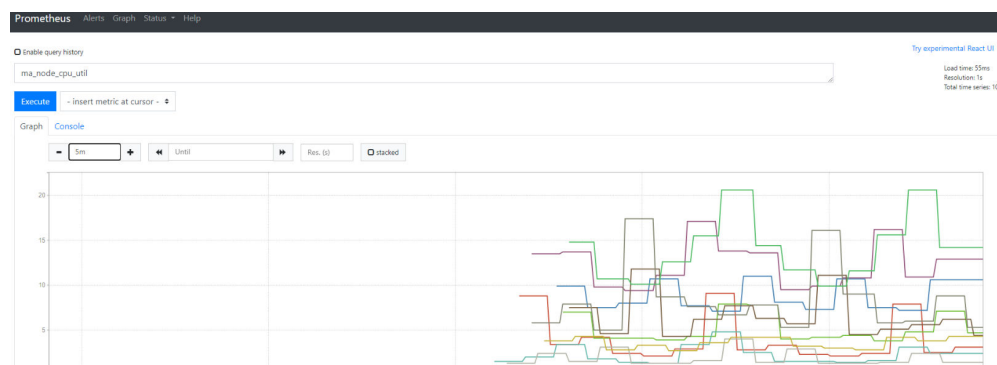 Prometheus Alerts Graph Status Help
Enable query history
Try experimental React UI
ma_node_cpu_util
Load time: 55ms
Resolution: 1s
Total time series: 10
Execute - insert metric at cursor -
Graph Console
- 5m + Until Res. (s) stacked
20
15
10
5